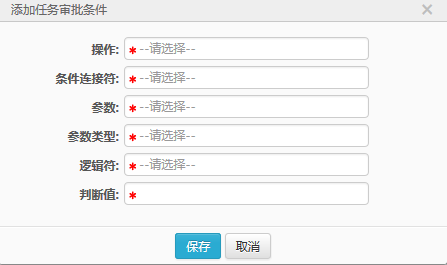 添加任务审批条件 ×
操作: * --请选择--
条件连接符: * --请选择--
参数: * --请选择--
参数类型: * --请选择--
逻辑符: * --请选择--
判断值: *
保存 取消